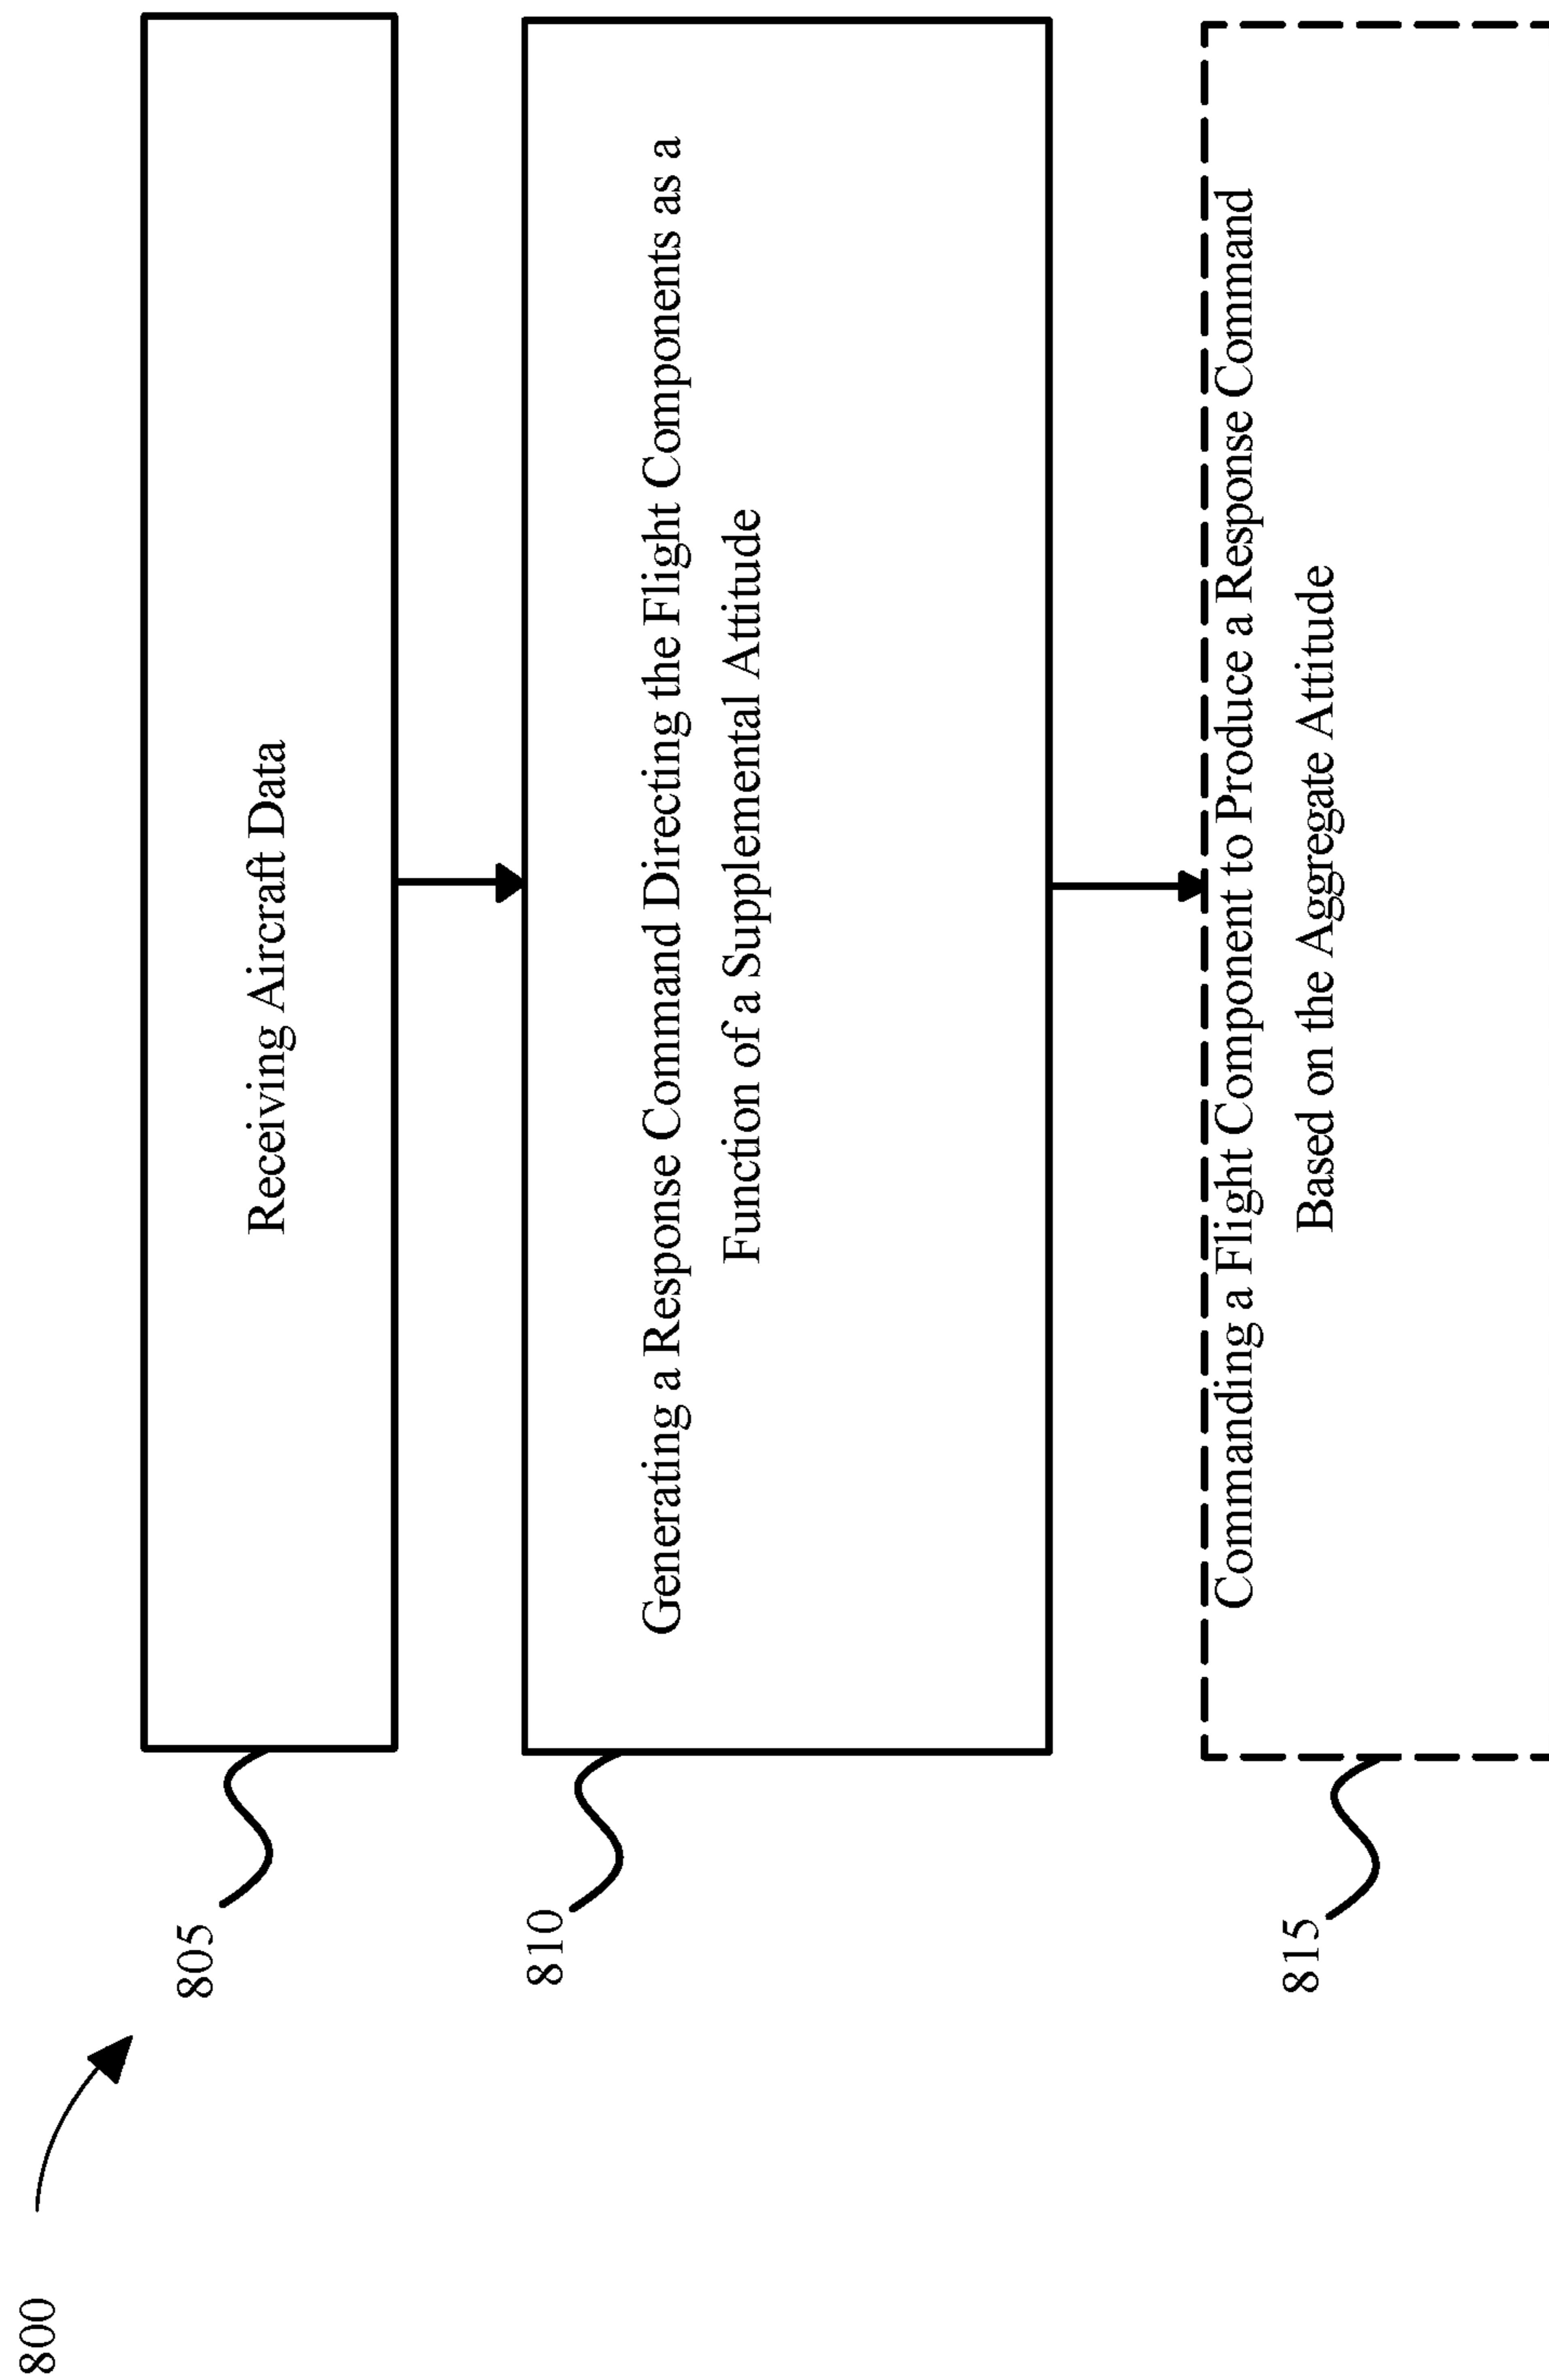 800
805
Receiving Aircraft Data
810
Generating a Response Command Directing the Flight Components as a
Function of a Supplemental Attitude
815
Commanding a Flight Component to Produce a Response Command
Based on the Aggregate Attitude